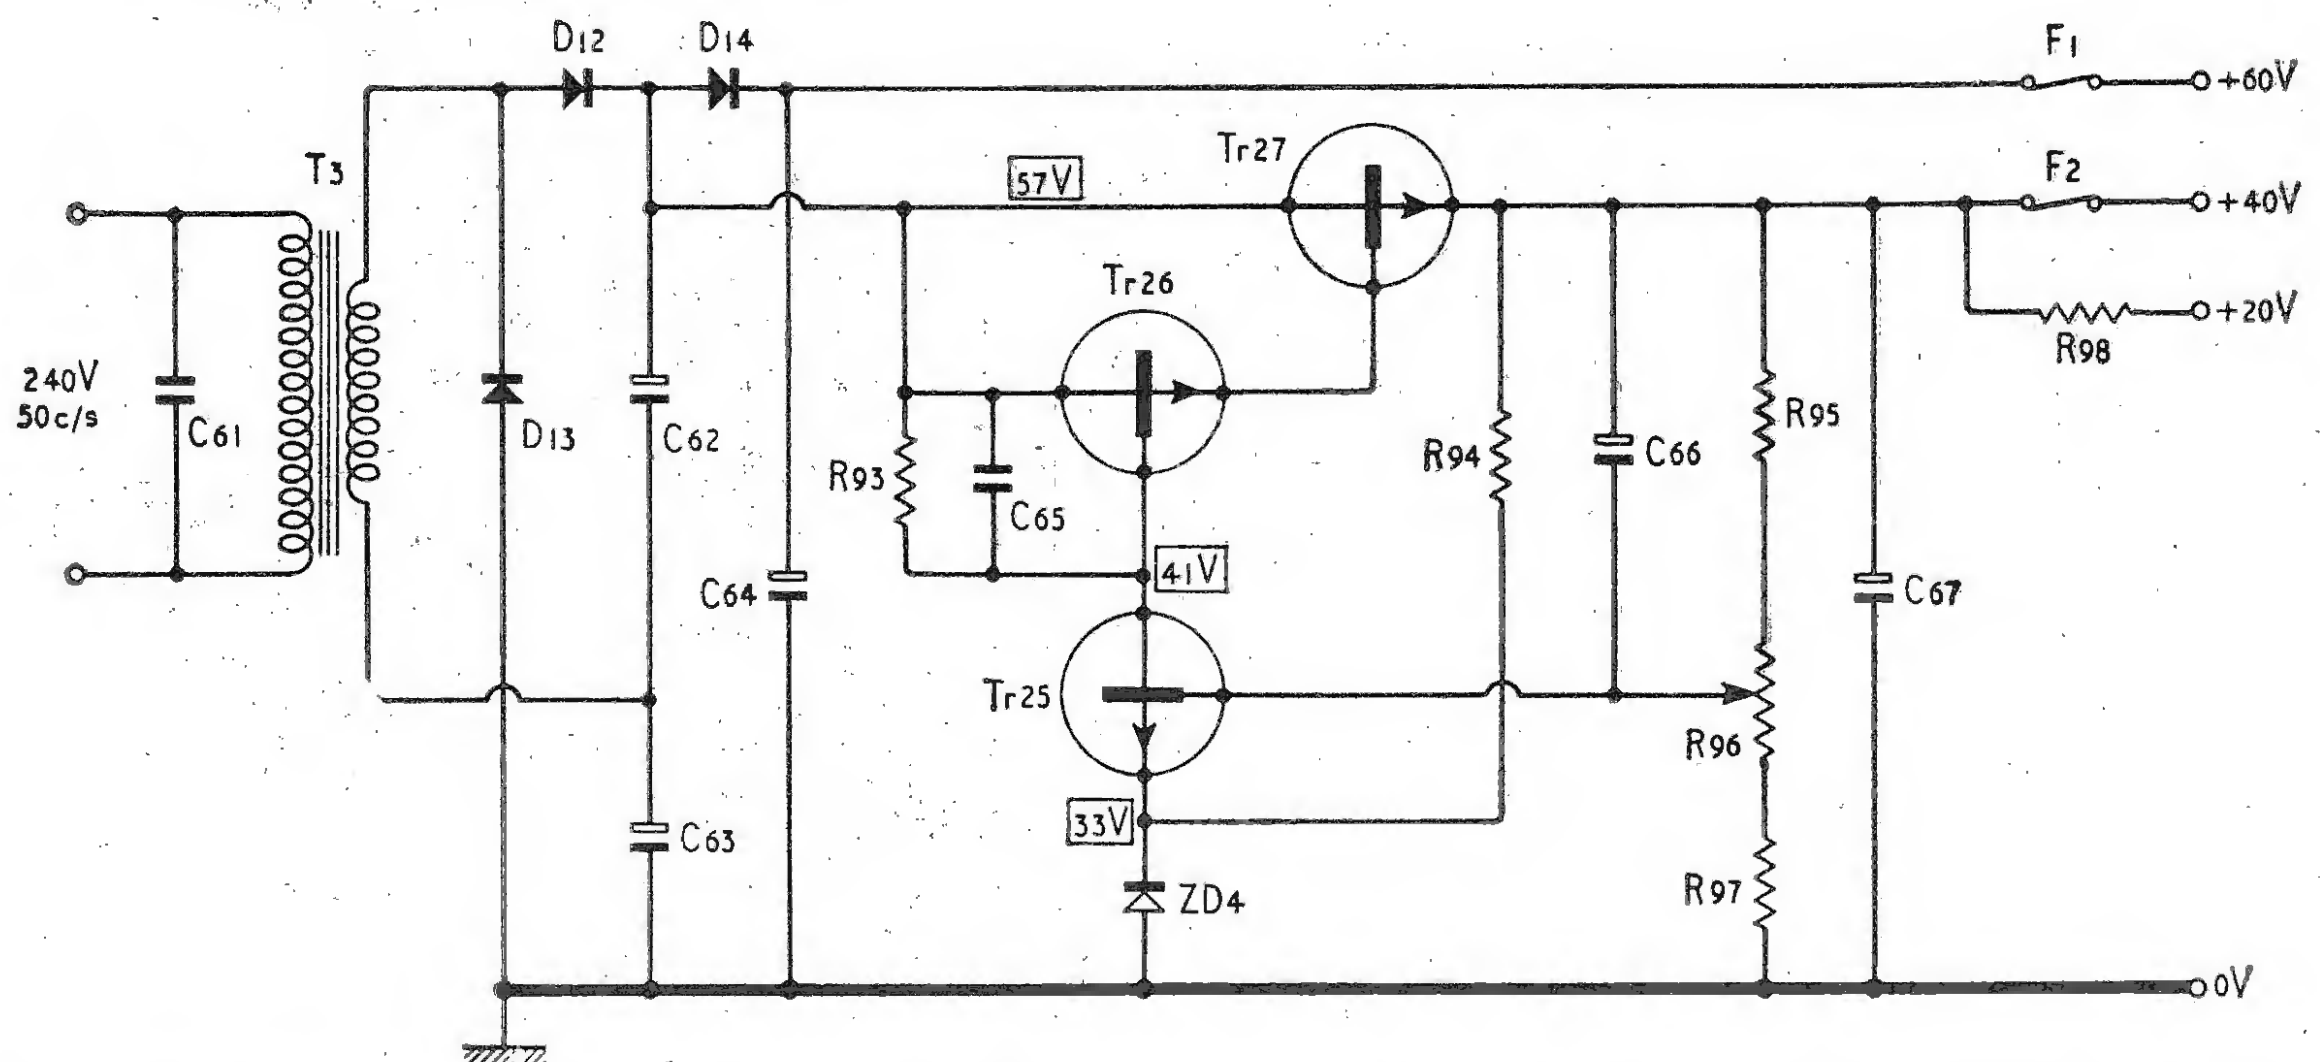 D12
D14
F1
+60V
T3
57V
Tr27
F2
+40V
Tr26
+20V
R98
240V
50c/s
C61
D13
C62
R93
C65
R94
C66
R95
C64
41V
C67
Tr25
R96
33V
C63
ZD4
R97
0V